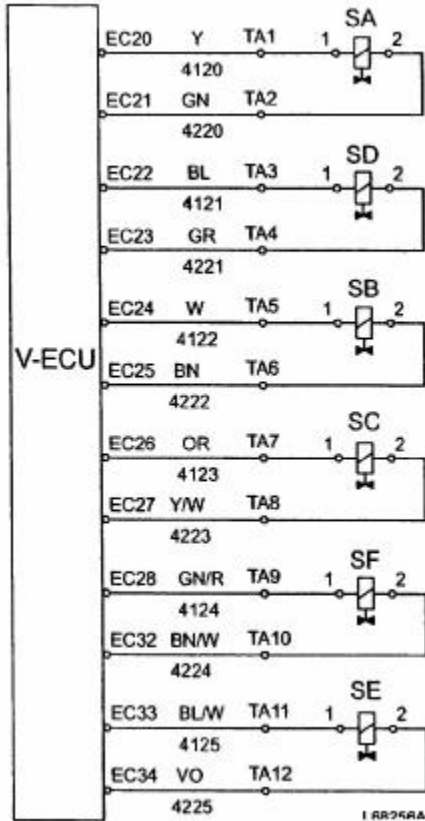 SA
EC20 Y TA1 1 2
4120
EC21 GN TA2
4220
SD
EC22 BL TA3 1 2
4121
EC23 GR TA4
4221
SB
EC24 W TA5 1 2
4122
V-ECU
EC25 BN TA6
4222
SC
EC26 OR TA7 1 2
4123
EC27 Y/W TA8
4223
SF
EC28 GN/R TA9 1 2
4124
EC32 BN/W TA10
4224
SE
EC33 BL/W TA11 1 2
4125
EC34 VO TA12
4225
L68256A